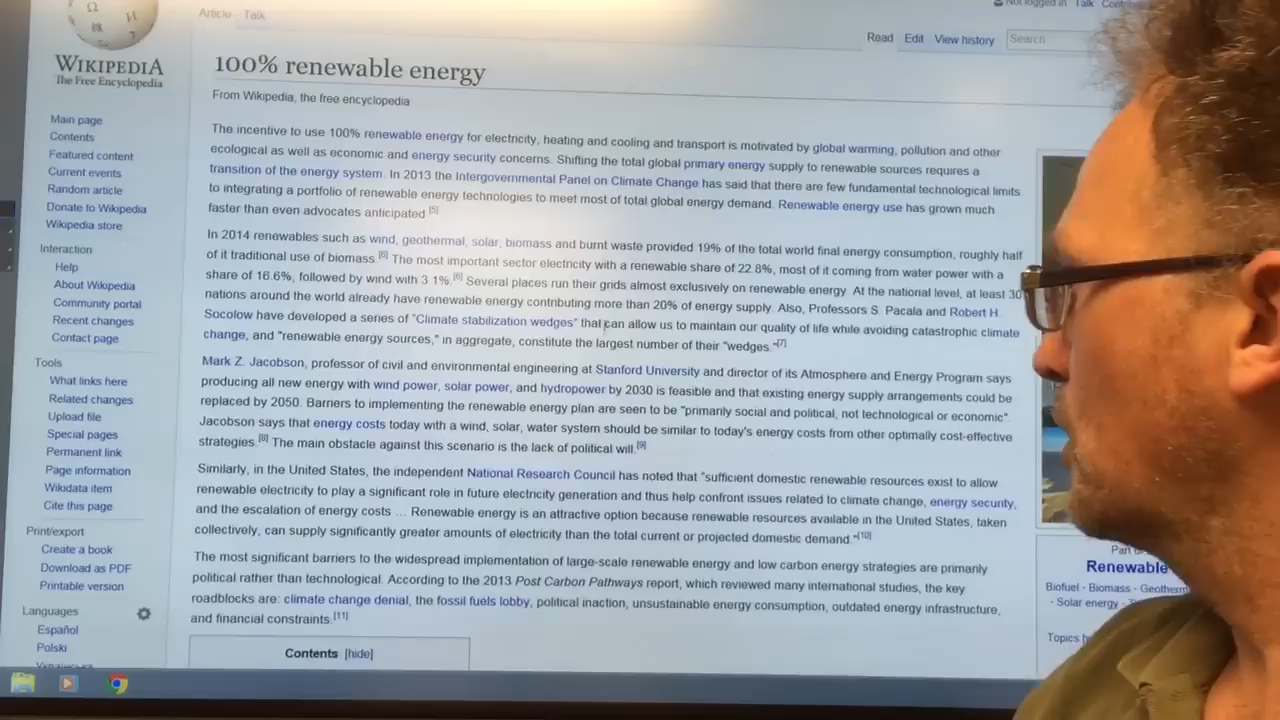 Article Talk
Not logged in Talk
Read Edit View history Search
WIKIPEDIA
The Free Encyclopedia
Main page
Contents
Featured content
Current events
Random article
Donate to Wikipedia
Wikipedia store
Interaction
Help
About Wikipedia
Community portal
Recent changes
Contact page
Tools
What links here
Related changes
Upload file
Special pages
Permanent link
Page information
Wikidata item
Cite this page
Print/export
Create a book
Download as PDF
Printable version
Languages
Español
Polski
Українська
100% renewable energy
From Wikipedia, the free encyclopedia
The incentive to use 100% renewable energy for electricity, heating and cooling and transport is motivated by global warming, pollution and other
ecological as well as economic and energy security concerns. Shifting the total global primary energy supply to renewable sources requires a
transition of the energy system. In 2013 the Intergovernmental Panel on Climate Change has said that there are few fundamental technological limits
to integrating a portfolio of renewable energy technologies to meet most of total global energy demand. Renewable energy use has grown much
faster than even advocates anticipated.[5]
In 2014 renewables such as wind, geothermal, solar, biomass and burnt waste provided 19% of the total world final energy consumption, roughly half
of it traditional use of biomass.[6] The most important sector electricity with a renewable share of 22.8%, most of it coming from water power with a
share of 16.6%, followed by wind with 3.1%.[6] Several places run their grids almost exclusively on renewable energy. At the national level, at least 30
nations around the world already have renewable energy contributing more than 20% of energy supply. Also, Professors S. Pacala and Robert H.
Socolow have developed a series of "Climate stabilization wedges" that can allow us to maintain our quality of life while avoiding catastrophic climate
change, and "renewable energy sources," in aggregate, constitute the largest number of their "wedges."[7]
Mark Z. Jacobson, professor of civil and environmental engineering at Stanford University and director of its Atmosphere and Energy Program says
producing all new energy with wind power, solar power, and hydropower by 2030 is feasible and that existing energy supply arrangements could be
replaced by 2050. Barriers to implementing the renewable energy plan are seen to be "primarily social and political, not technological or economic".
Jacobson says that energy costs today with a wind, solar, water system should be similar to today's energy costs from other optimally cost-effective
strategies.[8] The main obstacle against this scenario is the lack of political will.[9]
Similarly, in the United States, the independent National Research Council has noted that "sufficient domestic renewable resources exist to allow
renewable electricity to play a significant role in future electricity generation and thus help confront issues related to climate change, energy security,
and the escalation of energy costs ... Renewable energy is an attractive option because renewable resources available in the United States, taken
collectively, can supply significantly greater amounts of electricity than the total current or projected domestic demand."[10]
The most significant barriers to the widespread implementation of large-scale renewable energy and low carbon energy strategies are primarily
political rather than technological. According to the 2013 Post Carbon Pathways report, which reviewed many international studies, the key
roadblocks are: climate change denial, the fossil fuels lobby, political inaction, unsustainable energy consumption, outdated energy infrastructure,
and financial constraints.[11]
Contents [hide]
Part
Renewable
Biofuel - Biomass - Geotherm
- Solar energy -
Topics